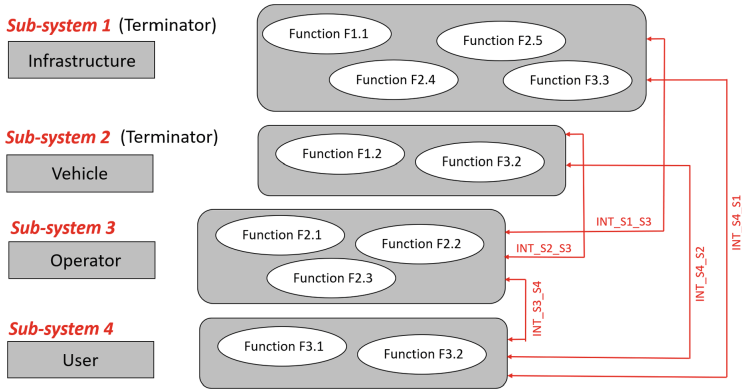 Sub-system 1 (Terminator)
Infrastructure
Function F1.1
Function F2.5
Function F2.4
Function F3.3
Sub-system 2 (Terminator)
Vehicle
Function F1.2
Function F3.2
Sub-system 3
Operator
Function F2.1
Function F2.2
Function F2.3
Sub-system 4
User
Function F3.1
Function F3.2
INT_S1_S3
INT_S2_S3
INT_S3_S4
INT_S4_S2
INT_S4_S1